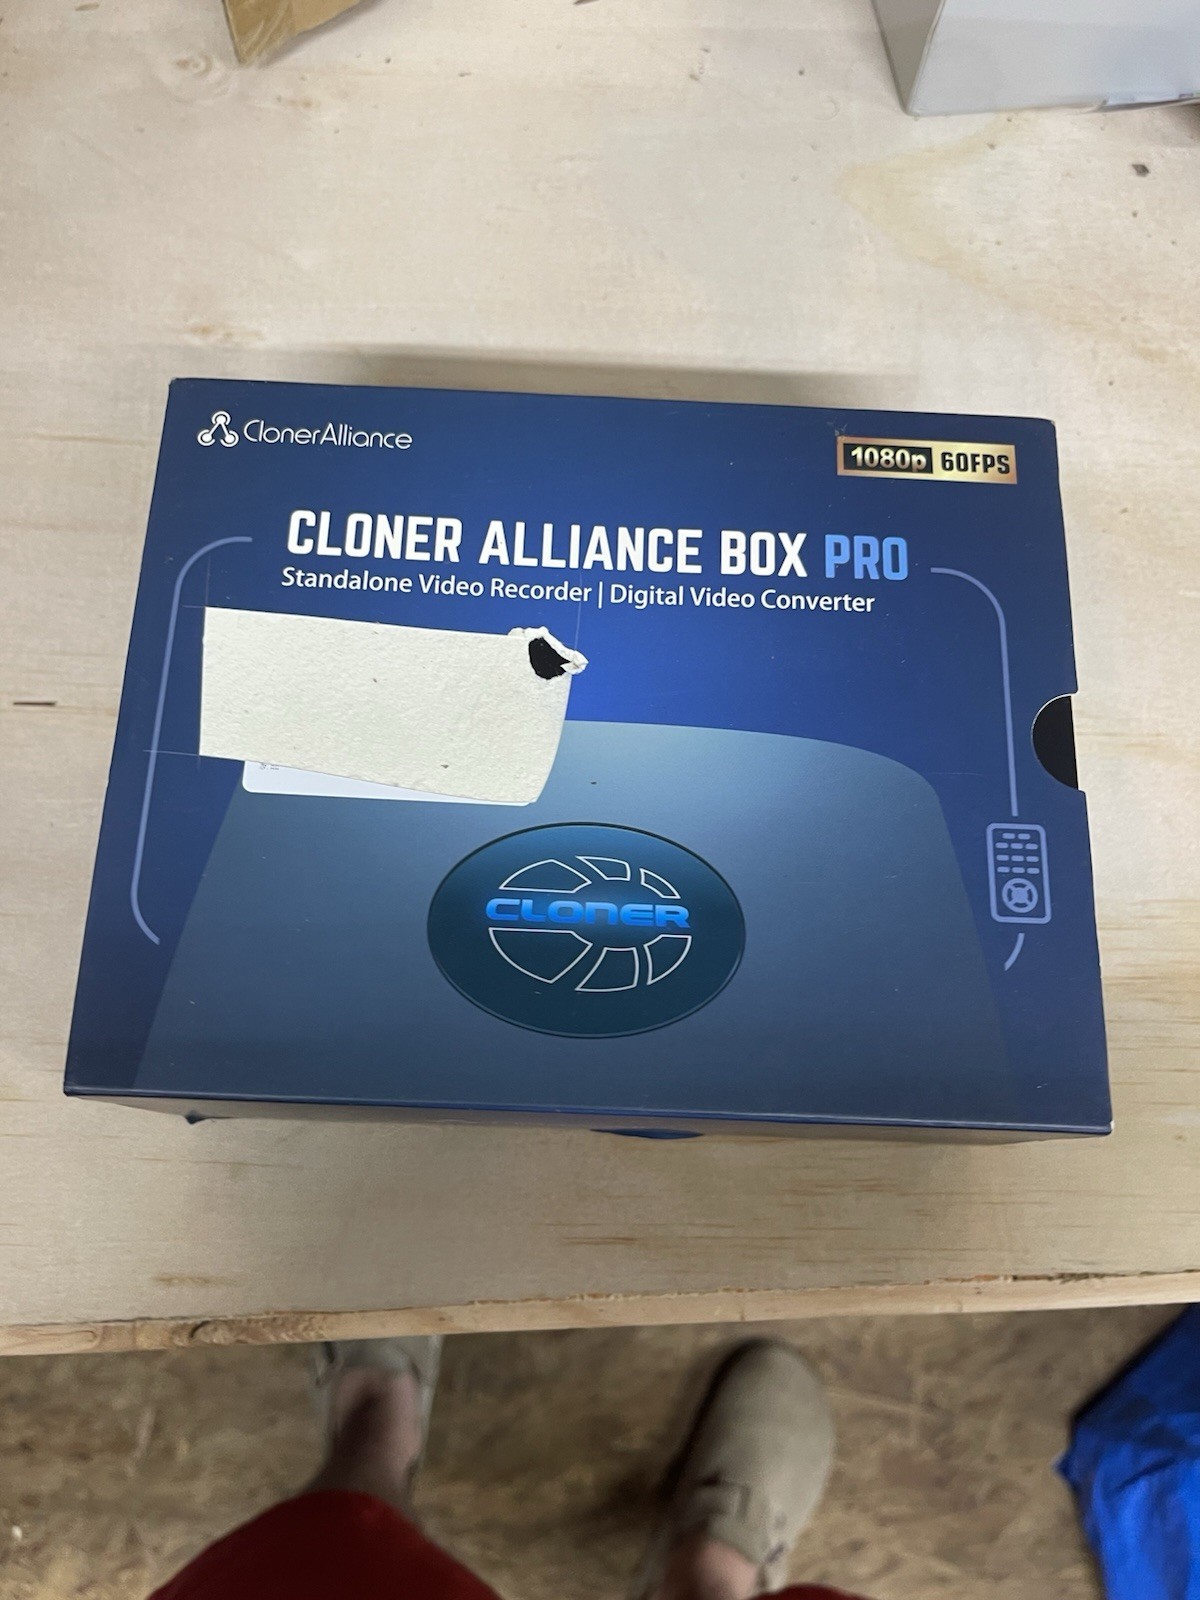 ClonerAlliance
1080p 60FPS
CLONER ALLIANCE BOX PRO
Standalone Video Recorder | Digital Video Converter
CLONER